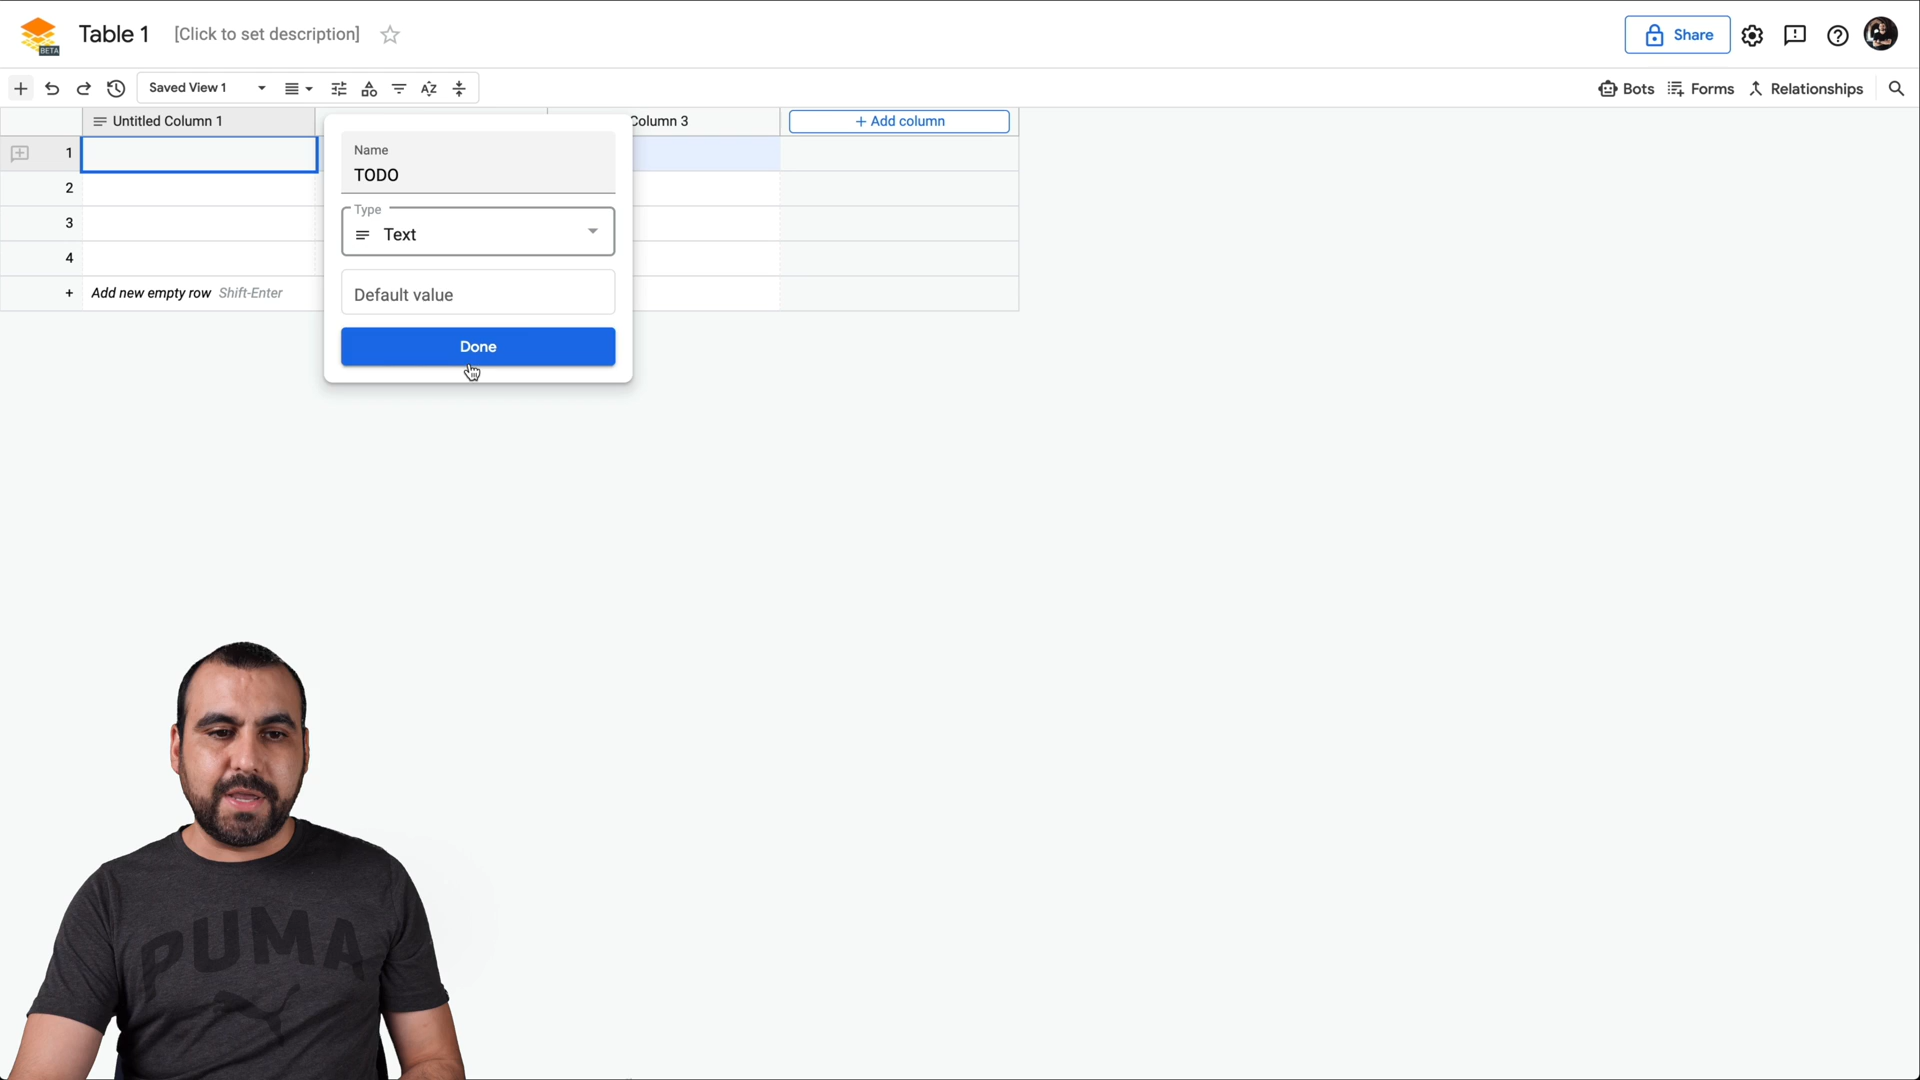 BETA
Table 1
[Click to set description]
Share
Saved View 1
Bots
Forms
Relationships
Untitled Column 1
Column 3
+ Add column
1
2
3
4
+ Add new empty row Shift-Enter
Name
TODO
Type
Text
Default value
Done
PUMA